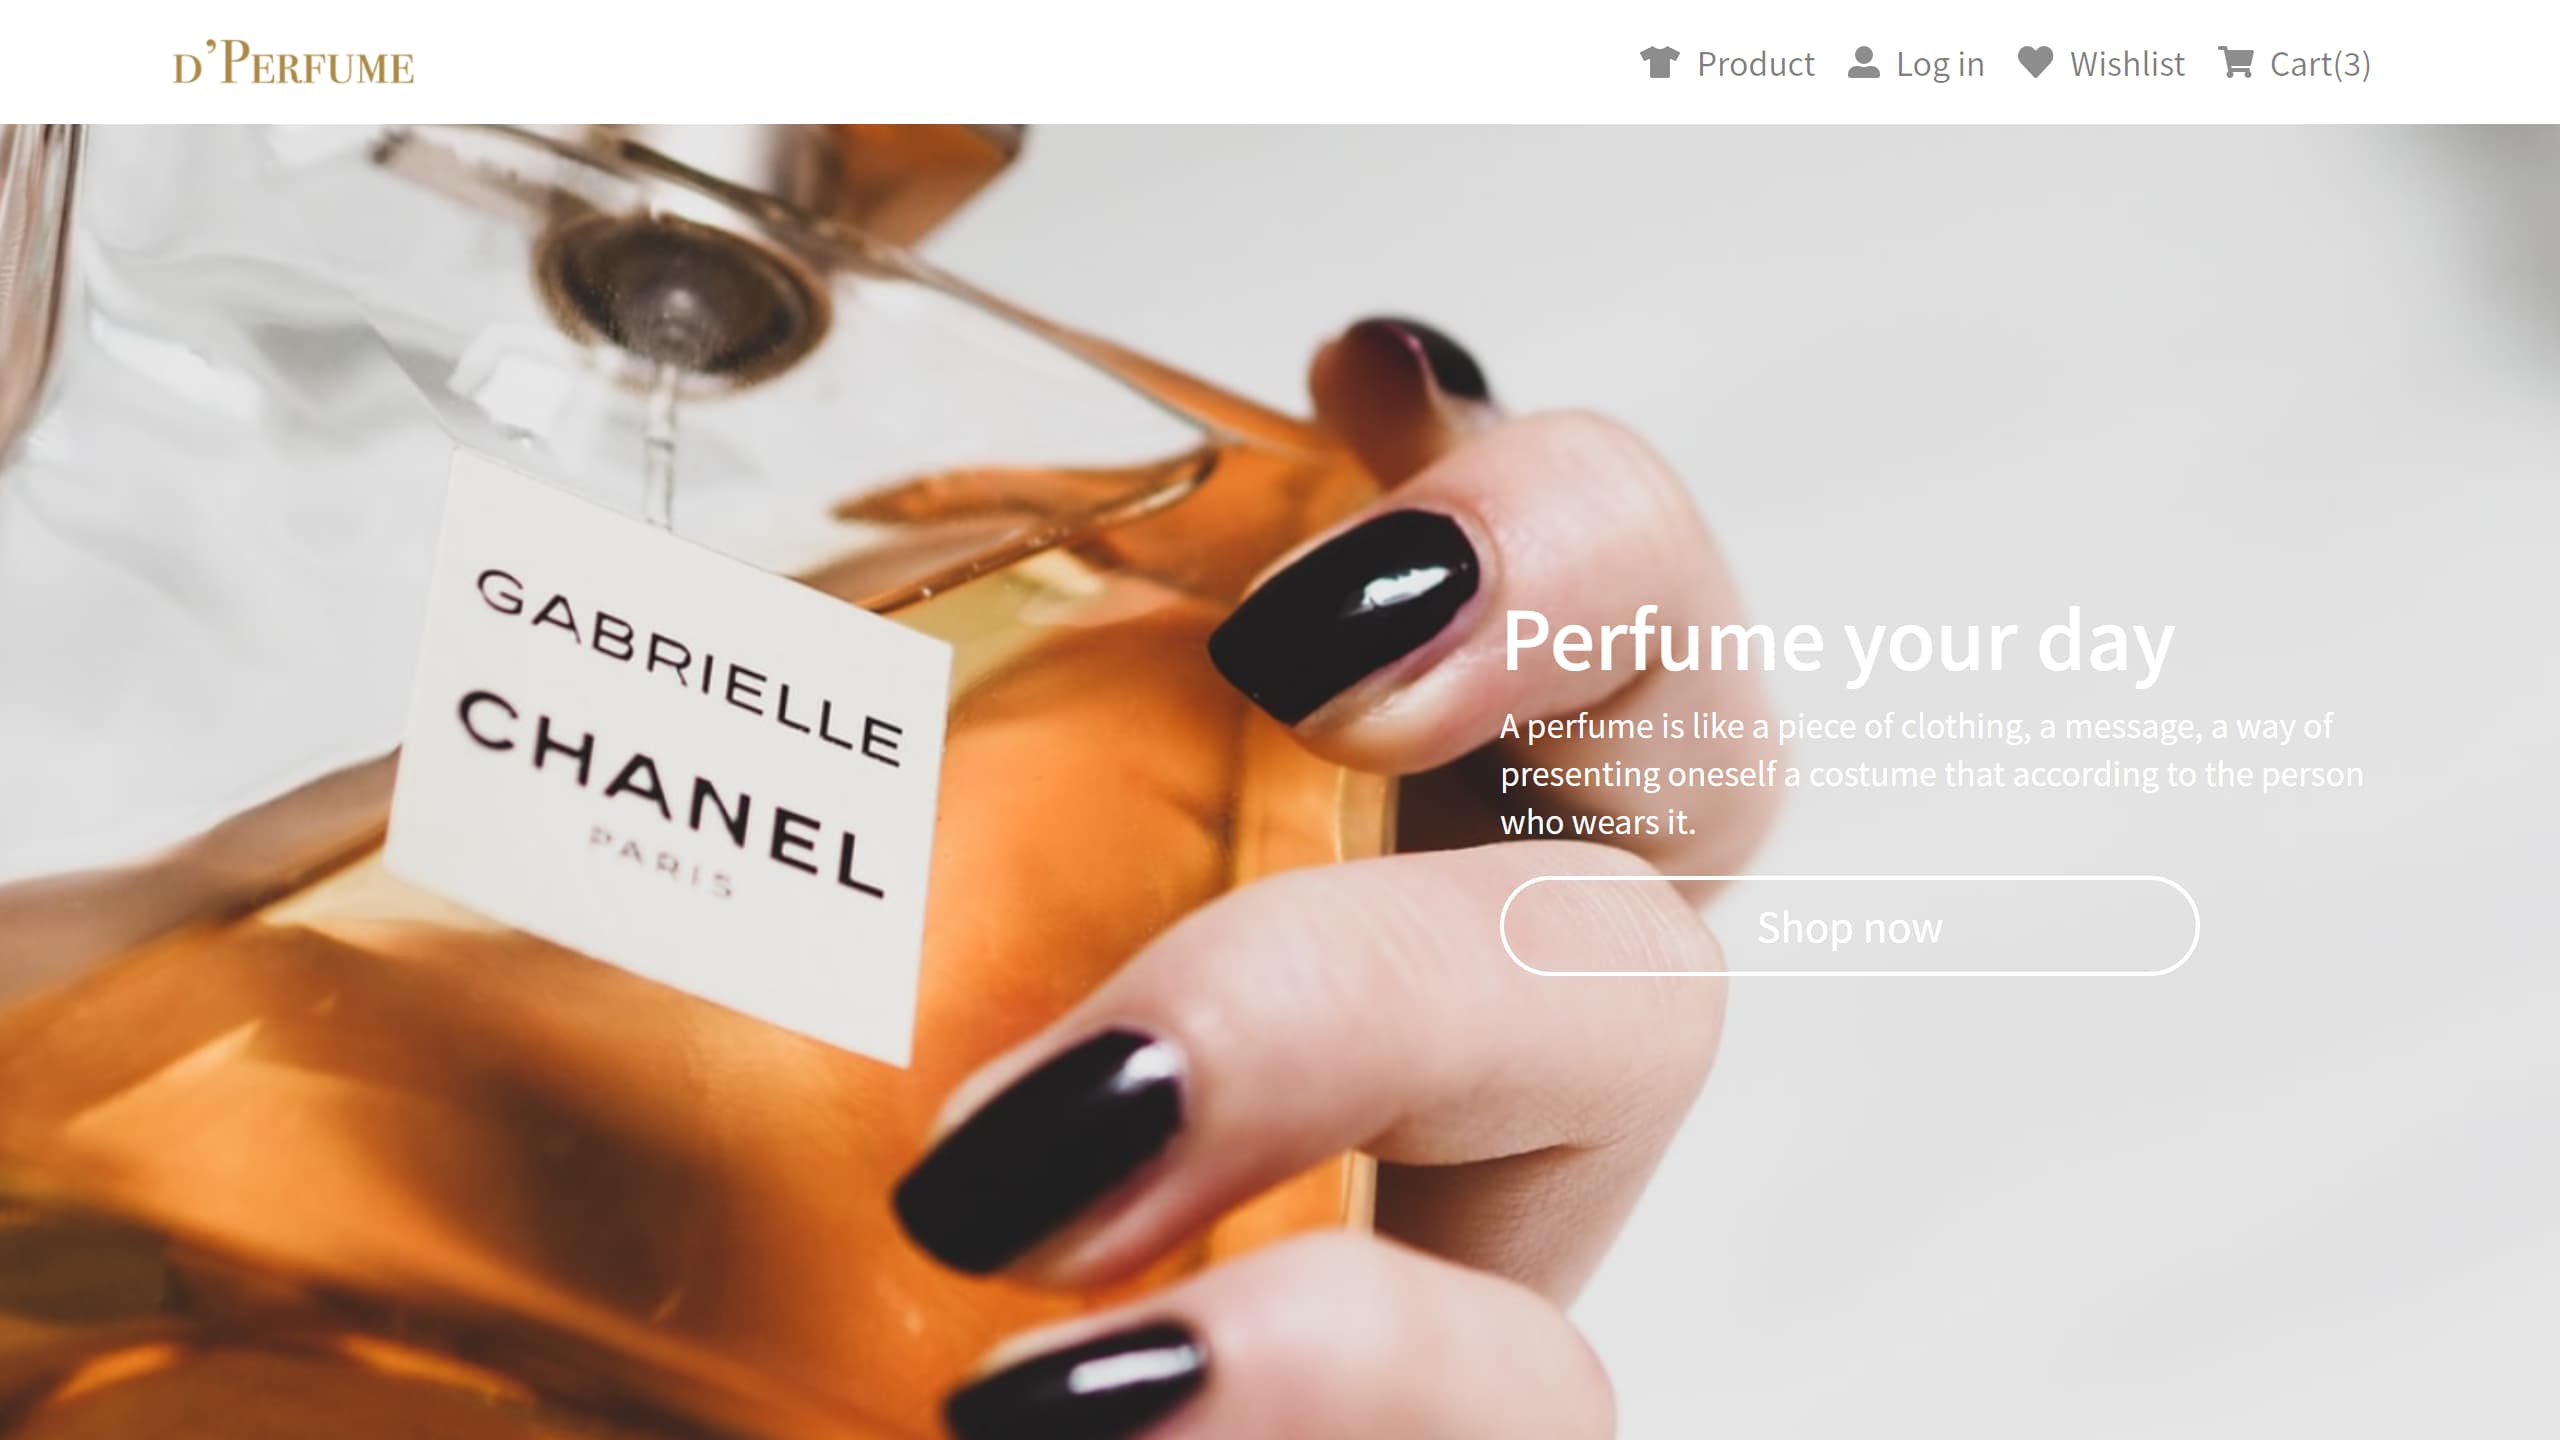 D'PERFUME
Product Log in Wishlist Cart(3)
GABRIELLE
CHANEL
PARIS
Perfume your day
A perfume is like a piece of clothing, a message, a way of
presenting oneself a costume that according to the person
who wears it.
Shop now